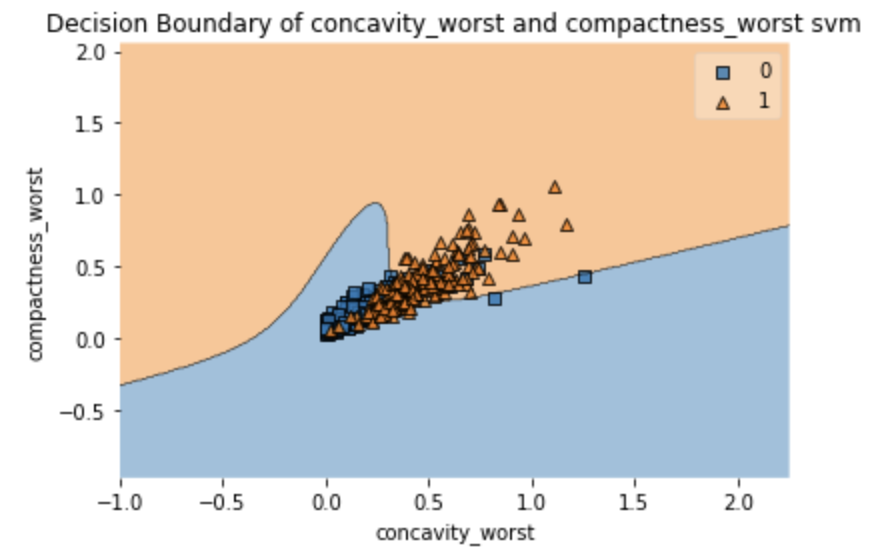 Decision Boundary of concavity_worst and compactness_worst svm
2.0
1.5
1.0
0.5
0.0
−0.5
compactness_worst
0
1
−1.0 −0.5 0.0 0.5 1.0 1.5 2.0
concavity_worst